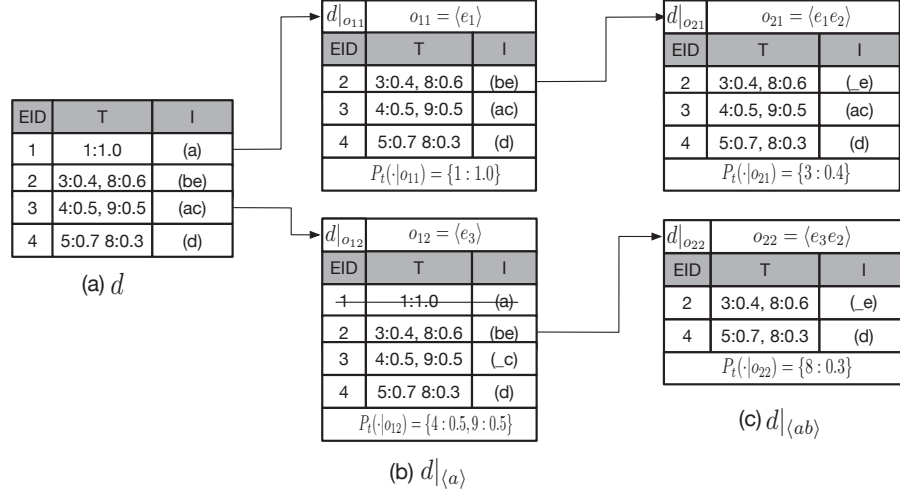 EID T I
1 1:1.0 (a)
2 3:0.4, 8:0.6 (be)
3 4:0.5, 9:0.5 (ac)
4 5:0.7 8:0.3 (d)
(a) d
d|o₁₁ o₁₁ = ⟨e₁⟩
EID T I
2 3:0.4, 8:0.6 (be)
3 4:0.5, 9:0.5 (ac)
4 5:0.7 8:0.3 (d)
Pₜ(·|o₁₁) = {1 : 1.0}
d|o₁₂ o₁₂ = ⟨e₃⟩
EID T I
1 1:1.0 (a)
2 3:0.4, 8:0.6 (be)
3 4:0.5, 9:0.5 (_c)
4 5:0.7 8:0.3 (d)
Pₜ(·|o₁₂) = {4 : 0.5, 9 : 0.5}
(b) d|⟨a⟩
d|o₂₁ o₂₁ = ⟨e₁e₂⟩
EID T I
2 3:0.4, 8:0.6 (_e)
3 4:0.5, 9:0.5 (ac)
4 5:0.7, 8:0.3 (d)
Pₜ(·|o₂₁) = {3 : 0.4}
d|o₂₂ o₂₂ = ⟨e₃e₂⟩
EID T I
2 3:0.4, 8:0.6 (_e)
4 5:0.7, 8:0.3 (d)
Pₜ(·|o₂₂) = {8 : 0.3}
(c) d|⟨ab⟩